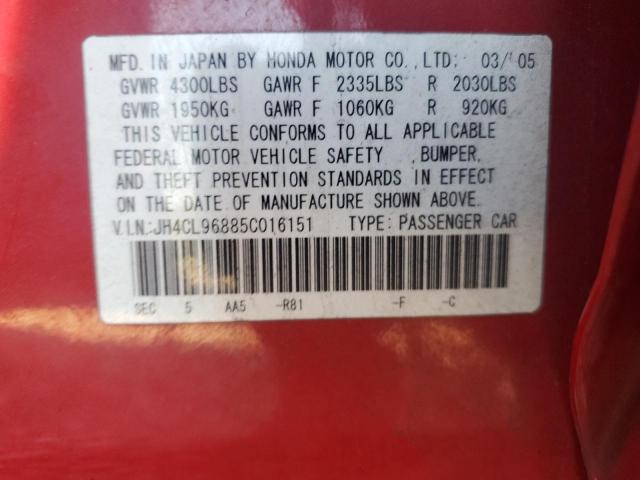 MFD. IN JAPAN BY HONDA MOTOR CO.,LTD: 03/'05
GVWR 4300LBS GAWR F 2335LBS R 2030LBS
GVWR 1950KG GAWR F 1060KG R 920KG
THIS VEHICLE CONFORMS TO ALL APPLICABLE
FEDERAL MOTOR VEHICLE SAFETY ,BUMPER,
AND THEFT PREVENTION STANDARDS IN EFFECT
ON THE DATE OF MANUFACTURE SHOWN ABOVE.
V.I.N.:JH4CL96885C016151 TYPE: PASSENGER CAR
SEC 5 AA5 -R81 -F -C